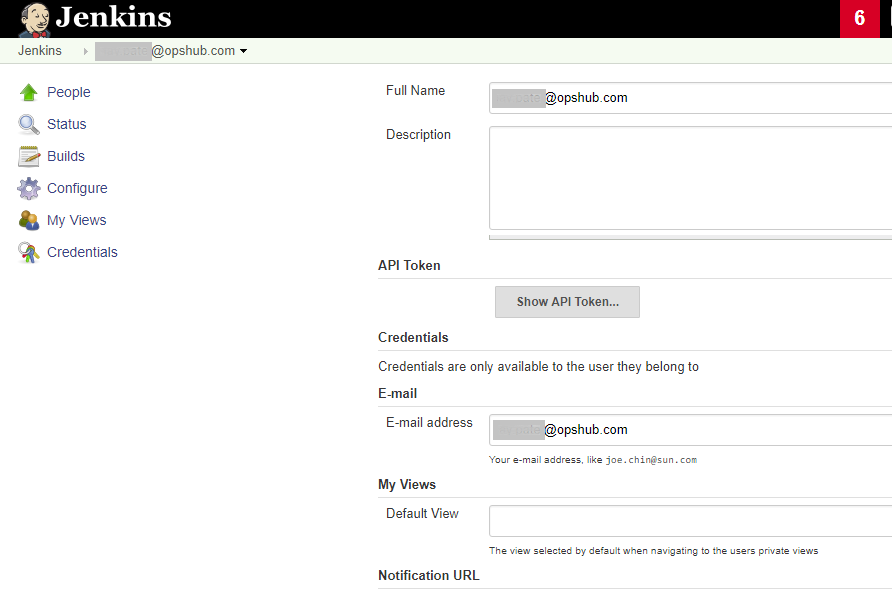 Jenkins
6
Jenkins @opshub.com
People
Status
Builds
Configure
My Views
Credentials
Full Name @opshub.com
Description
API Token
Show API Token...
Credentials
Credentials are only available to the user they belong to
E-mail
E-mail address @opshub.com
Your e-mail address, like joe.chin@sun.com
My Views
Default View
The view selected by default when navigating to the users private views
Notification URL